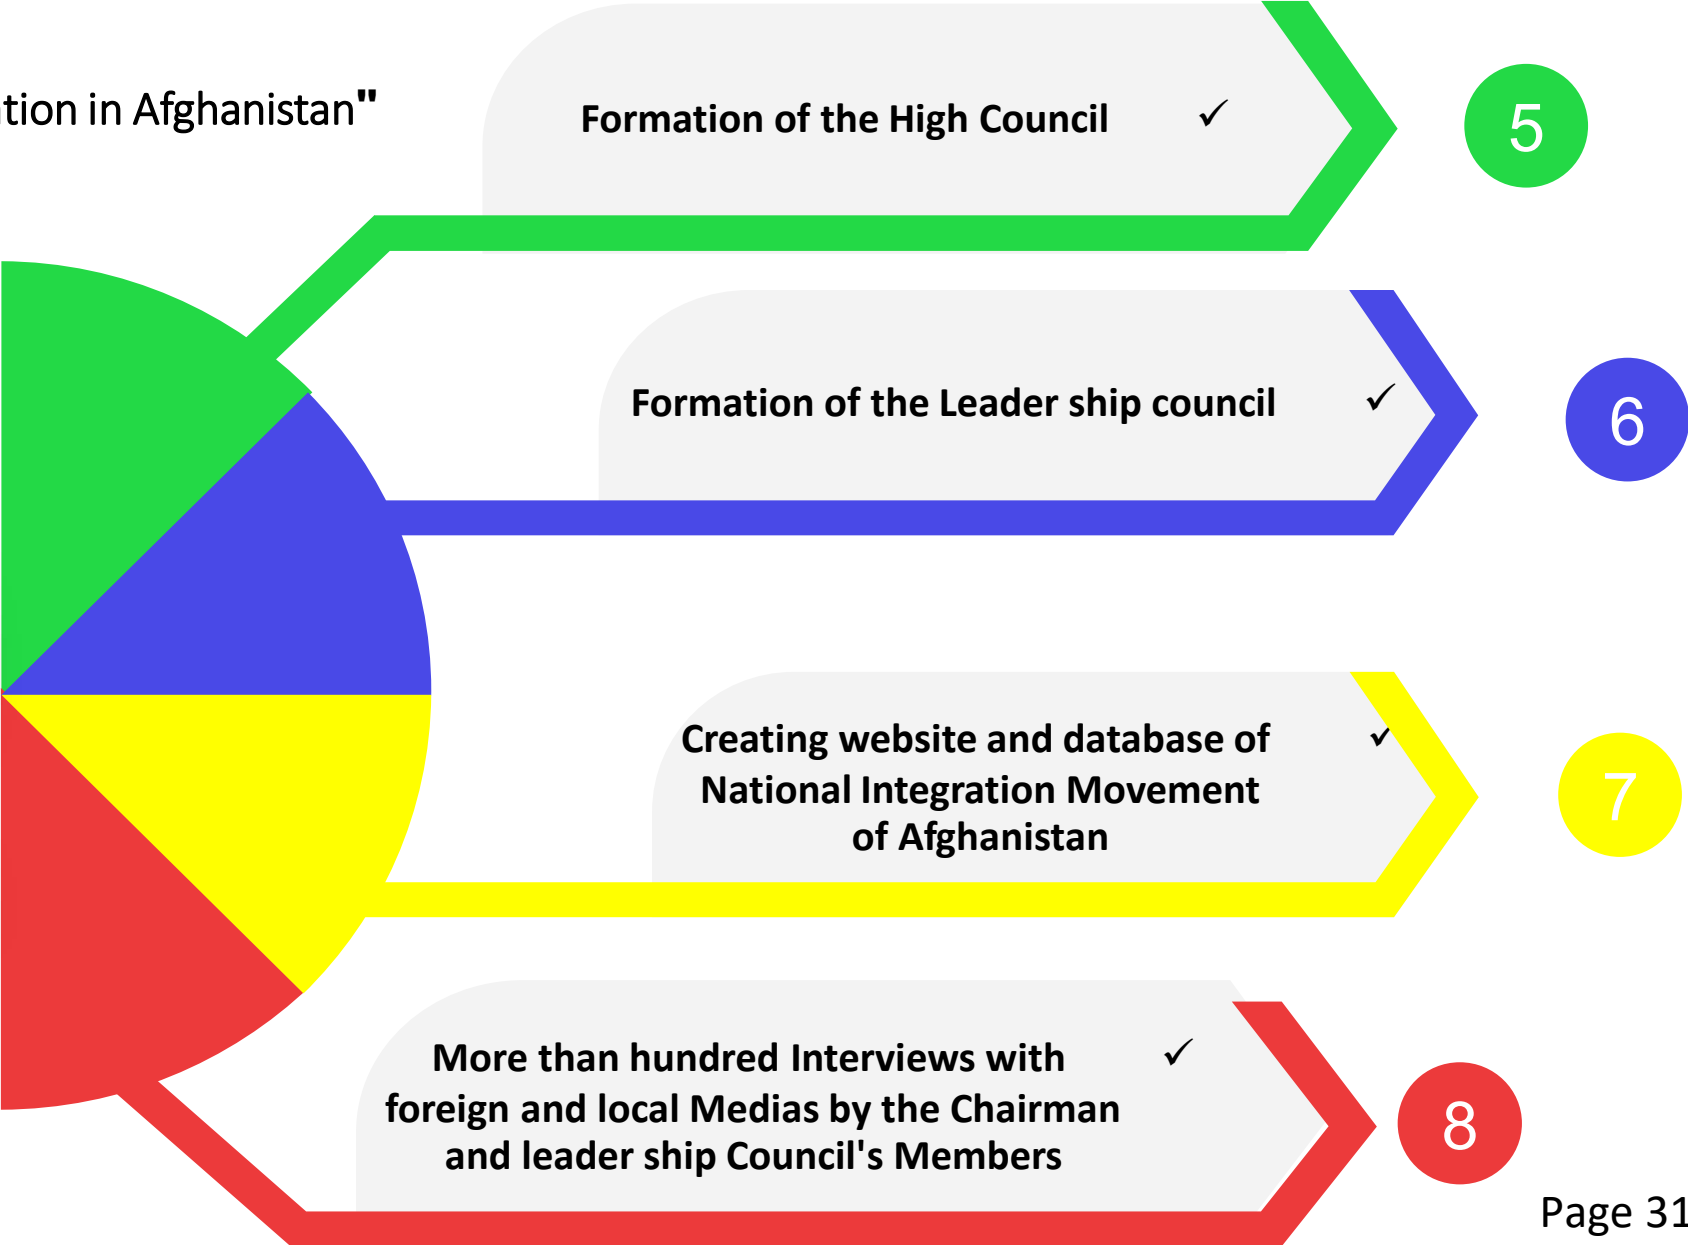 tion in Afghanistan"
Formation of the High Council ✓
5
Formation of the Leader ship council ✓
6
Creating website and database of ✓
National Integration Movement
of Afghanistan
7
More than hundred Interviews with ✓
foreign and local Medias by the Chairman
and leader ship Council's Members
8
Page 31